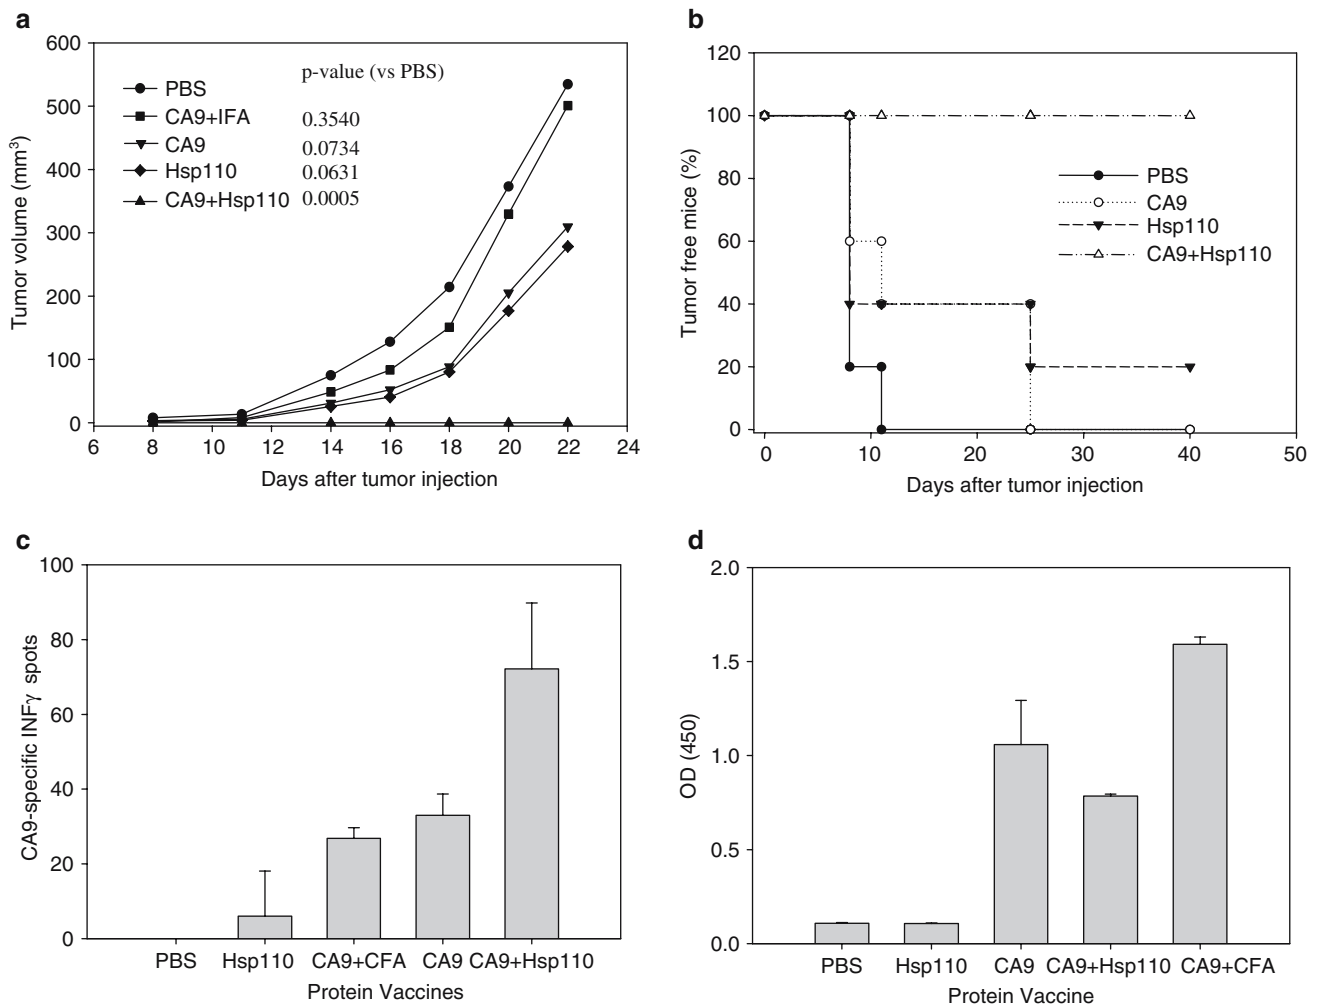 a
600
500
400
300
200
100
0
Tumor volume (mm³)
p-value (vs PBS)
PBS
CA9+IFA 0.3540
CA9 0.0734
Hsp110 0.0631
CA9+Hsp110 0.0005
6 8 10 12 14 16 18 20 22 24
Days after tumor injection
b
120
100
80
60
40
20
0
Tumor free mice (%)
PBS
CA9
Hsp110
CA9+Hsp110
0 10 20 30 40 50
Days after tumor injection
c
100
80
60
40
20
0
CA9-specific INFγ spots
PBS Hsp110 CA9+CFA CA9 CA9+Hsp110
Protein Vaccines
d
2.0
1.5
1.0
0.5
0.0
OD (450)
PBS Hsp110 CA9 CA9+Hsp110 CA9+CFA
Protein Vaccine